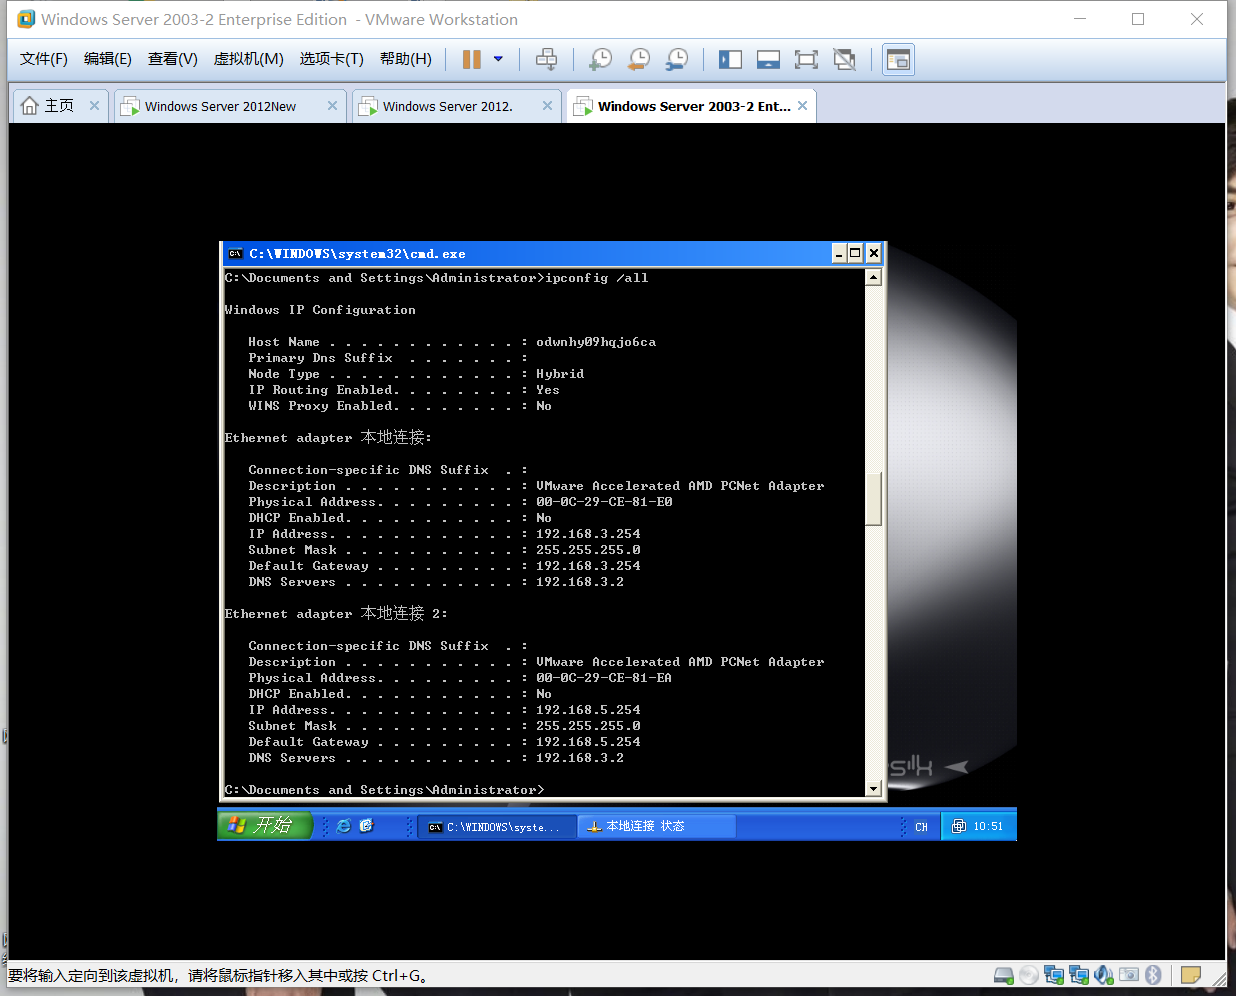 Windows Server 2003-2 Enterprise Edition - VMware Workstation
文件(F) 编辑(E) 查看(V) 虚拟机(M) 选项卡(T) 帮助(H)
主页 Windows Server 2012New Windows Server 2012. Windows Server 2003-2 Ent...
C:\WINDOWS\system32\cmd.exe
C:\Documents and Settings\Administrator>ipconfig /all
Windows IP Configuration
Host Name . . . . . . . . . . . . : odwnhy09hqjo6ca
Primary Dns Suffix . . . . . . . :
Node Type . . . . . . . . . . . . : Hybrid
IP Routing Enabled. . . . . . . . : Yes
WINS Proxy Enabled. . . . . . . . : No
Ethernet adapter 本地连接:
Connection-specific DNS Suffix . :
Description . . . . . . . . . . . : VMware Accelerated AMD PCNet Adapter
Physical Address. . . . . . . . . : 00-0C-29-CE-81-E0
DHCP Enabled. . . . . . . . . . . : No
IP Address. . . . . . . . . . . . : 192.168.3.254
Subnet Mask . . . . . . . . . . . : 255.255.255.0
Default Gateway . . . . . . . . . : 192.168.3.254
DNS Servers . . . . . . . . . . . : 192.168.3.2
Ethernet adapter 本地连接 2:
Connection-specific DNS Suffix . :
Description . . . . . . . . . . . : VMware Accelerated AMD PCNet Adapter
Physical Address. . . . . . . . . : 00-0C-29-CE-81-EA
DHCP Enabled. . . . . . . . . . . : No
IP Address. . . . . . . . . . . . : 192.168.5.254
Subnet Mask . . . . . . . . . . . : 255.255.255.0
Default Gateway . . . . . . . . . : 192.168.5.254
DNS Servers . . . . . . . . . . . : 192.168.3.2
C:\Documents and Settings\Administrator>
silk
开始 C:\WINDOWS\syste... 本地连接 状态 CH 10:51
要将输入定向到该虚拟机，请将鼠标指针移入其中或按 Ctrl+G。